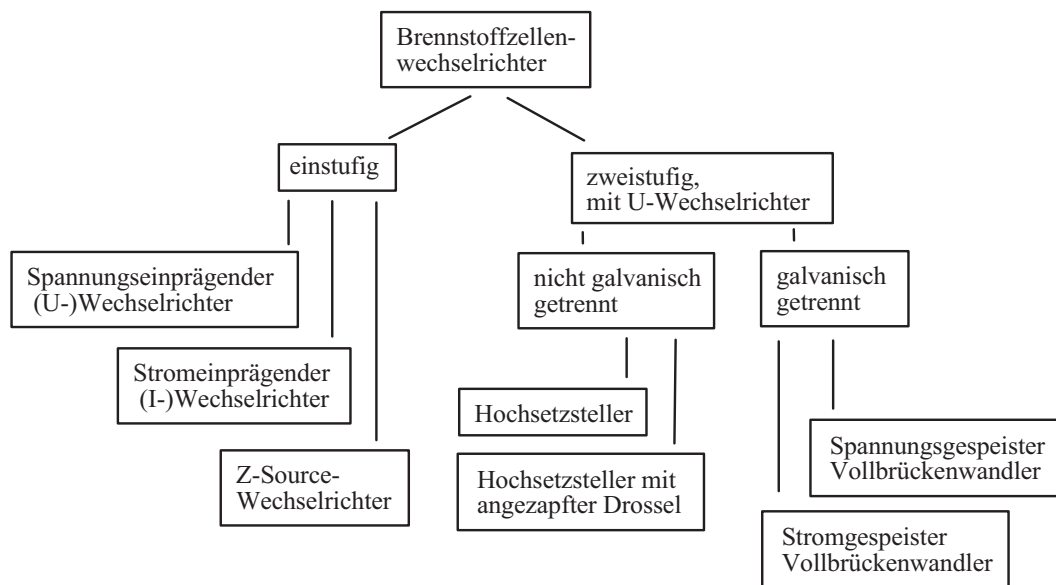 Brennstoffzellen-
wechselrichter
einstufig
zweistufig,
mit U-Wechselrichter
Spannungseinprägender
(U-)Wechselrichter
nicht galvanisch
getrennt
galvanisch
getrennt
Stromeinprägender
(I-)Wechselrichter
Hochsetzsteller
Spannungsgespeister
Vollbrückenwandler
Z-Source-
Wechselrichter
Hochsetzsteller mit
angezapfter Drossel
Stromgespeister
Vollbrückenwandler